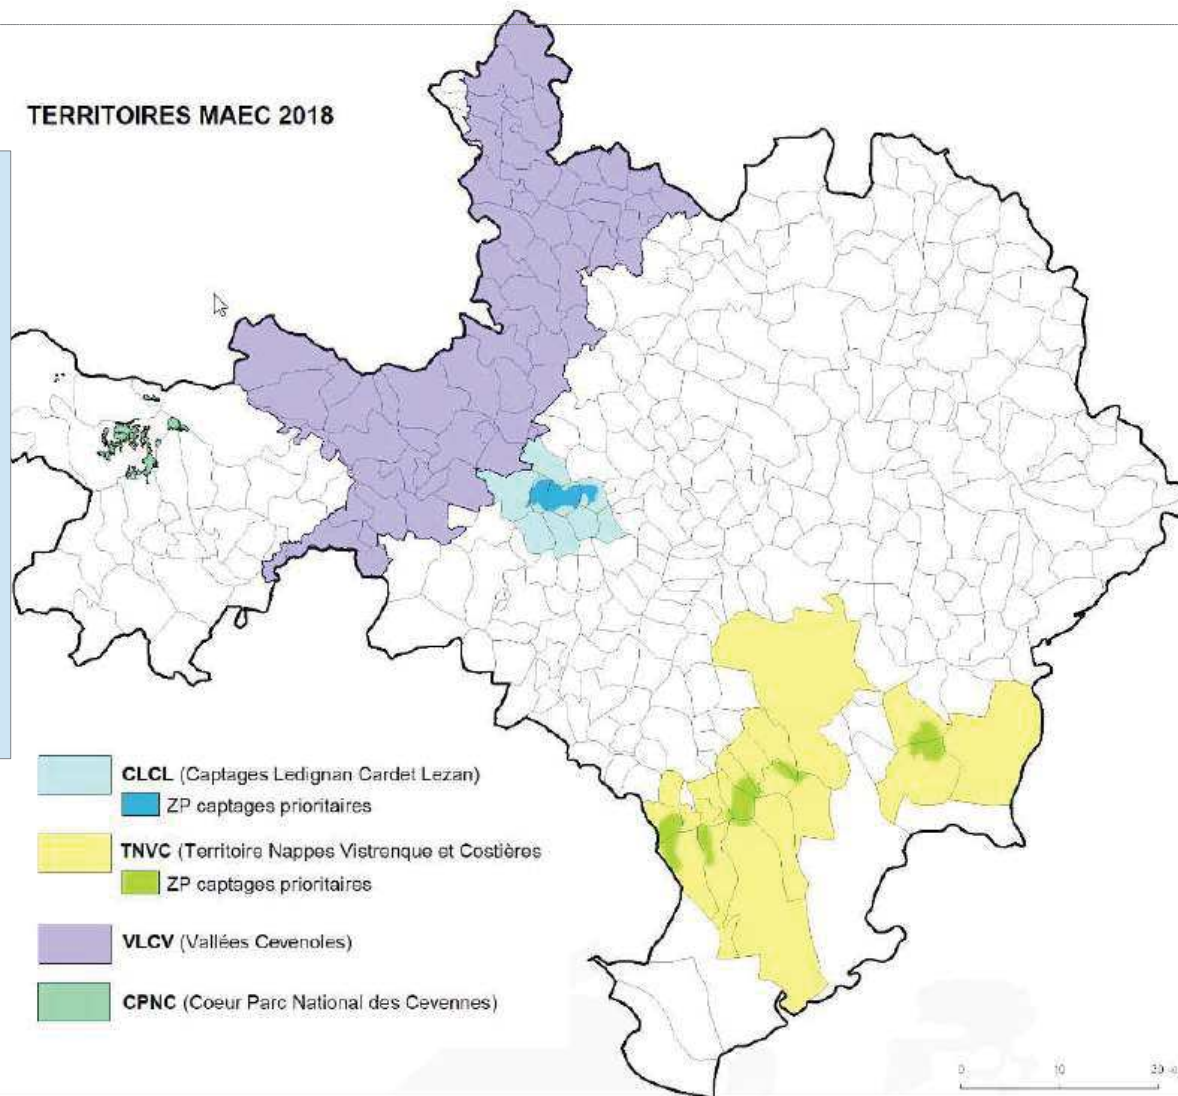 TERRITOIRES MAEC 2018
CLCL (Captages Ledignan Cardet Lezan)
ZP captages prioritaires
TNVC (Territoire Nappes Vistrenque et Costières
ZP captages prioritaires
VLCV (Vallées Cevenoles)
CPNC (Coeur Parc National des Cevennes)
0 10 20